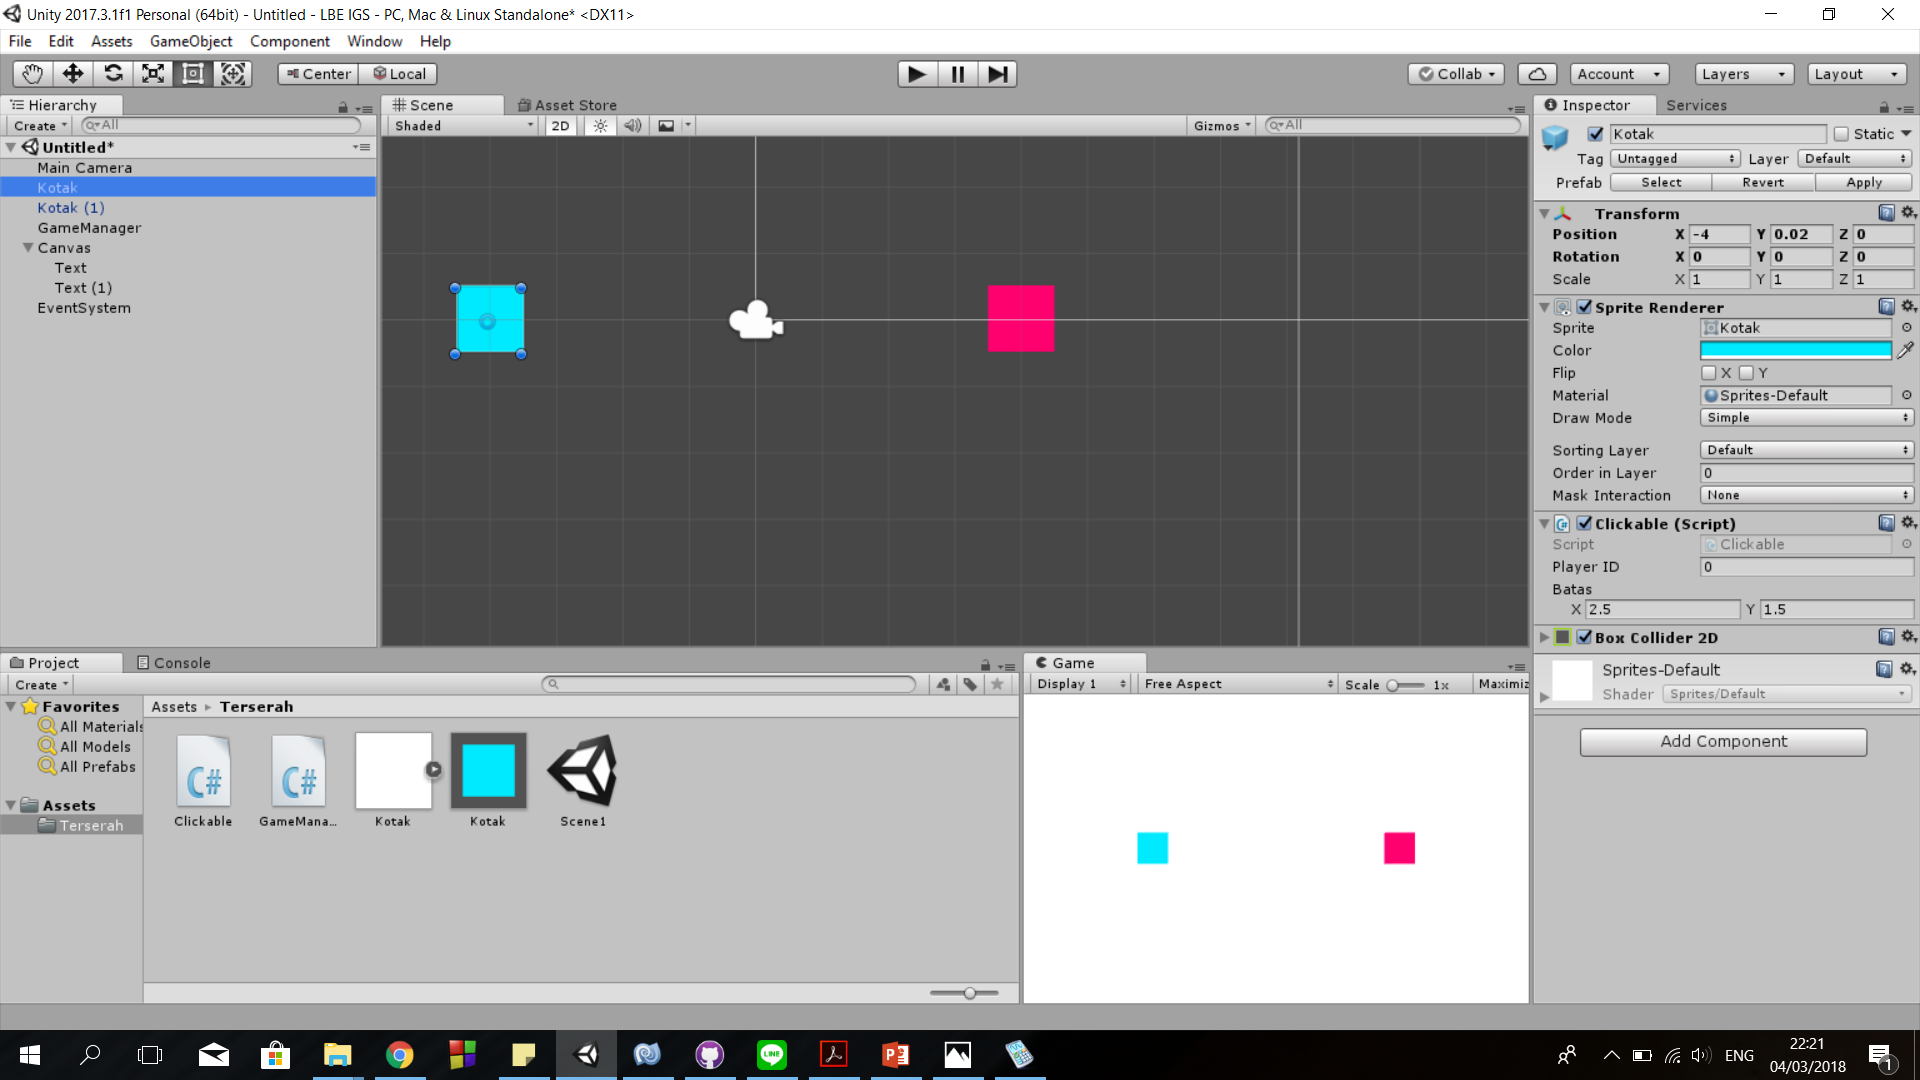 Unity 2017.3.1f1 Personal (64bit) - Untitled - LBE IGS - PC, Mac & Linux Standalone* <DX11>
File Edit Assets GameObject Component Window Help
Center Local Collab Account Layers Layout
Hierarchy
Create All
Untitled*
Main Camera
Kotak
Kotak (1)
GameManager
Canvas
Text
Text (1)
EventSystem
Scene Asset Store
Shaded 2D Gizmos All
Inspector Services
Kotak Static
Tag Untagged Layer Default
Prefab Select Revert Apply
Transform
Position X -4 Y 0.02 Z 0
Rotation X 0 Y 0 Z 0
Scale X 1 Y 1 Z 1
Sprite Renderer
Sprite Kotak
Color
Flip X Y
Material Sprites-Default
Draw Mode Simple
Sorting Layer Default
Order in Layer 0
Mask Interaction None
Clickable (Script)
Script Clickable
Player ID 0
Batas
X 2.5 Y 1.5
Box Collider 2D
Sprites-Default
Shader Sprites/Default
Add Component
Project Console
Create
Favorites
All Materials
All Models
All Prefabs
Assets
Terserah
Assets Terserah
C# C#
Clickable GameMana... Kotak Kotak Scene1
Game
Display 1 Free Aspect Scale 1x Maximiz
LINE
P
ENG
22:21
04/03/2018
1